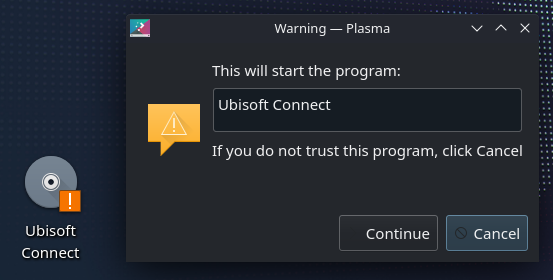 Warning — Plasma
This will start the program:
Ubisoft Connect
If you do not trust this program, click Cancel
Continue
Cancel
Ubisoft
Connect